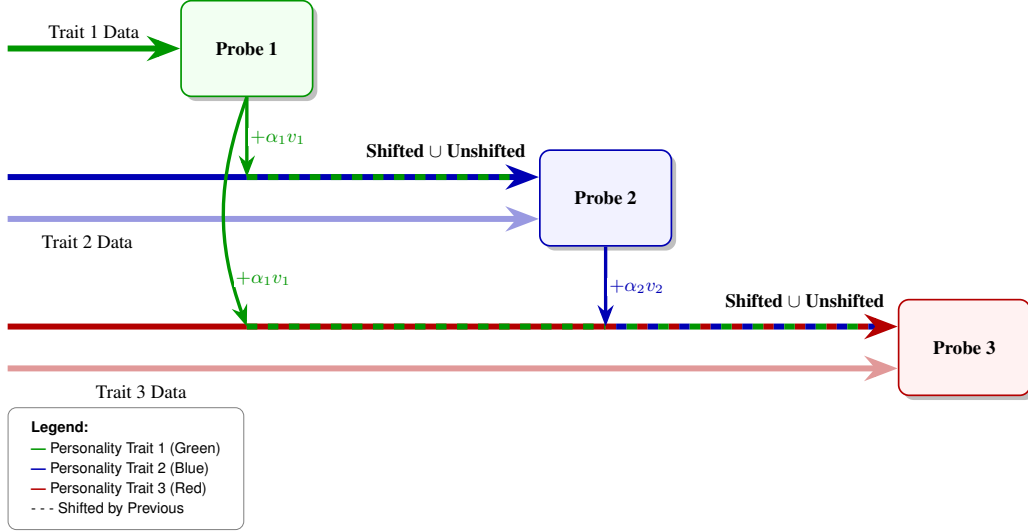 Trait 1 Data
Probe 1
+α₁v₁
Shifted ∪ Unshifted
Probe 2
Trait 2 Data
+α₁v₁
+α₂v₂
Shifted ∪ Unshifted
Probe 3
Trait 3 Data
Legend:
Personality Trait 1 (Green)
Personality Trait 2 (Blue)
Personality Trait 3 (Red)
Shifted by Previous